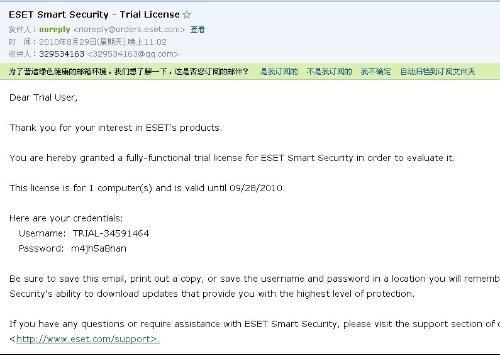 ESET Smart Security - Trial License ☆
发件人：noreply <noreply@orders.eset.com> 查看
时 间：2010年8月29日(星期天) 晚上11:02
收件人：329534163 <329534163@qq.com>
为了营造绿色健康的邮箱环境，我们想了解一下，这是否您订阅的邮件？ 是我订阅的 不是我订阅的 我不确定 自动归档到订阅文件夹
Dear Trial User,
Thank you for your interest in ESET's products.
You are hereby granted a fully-functional trial license for ESET Smart Security in order to evaluate it.
This license is for 1 computer(s) and is valid until 09/28/2010.
Here are your credentials:
Username: TRIAL-34591464
Password: m4jh5a8han
Be sure to save this email, print out a copy, or save the username and password in a location you will rememb
Security's ability to download updates that provide you with the highest level of protection.
If you have any questions or require assistance with ESET Smart Security, please visit the support section of
<http://www.eset.com/support>.